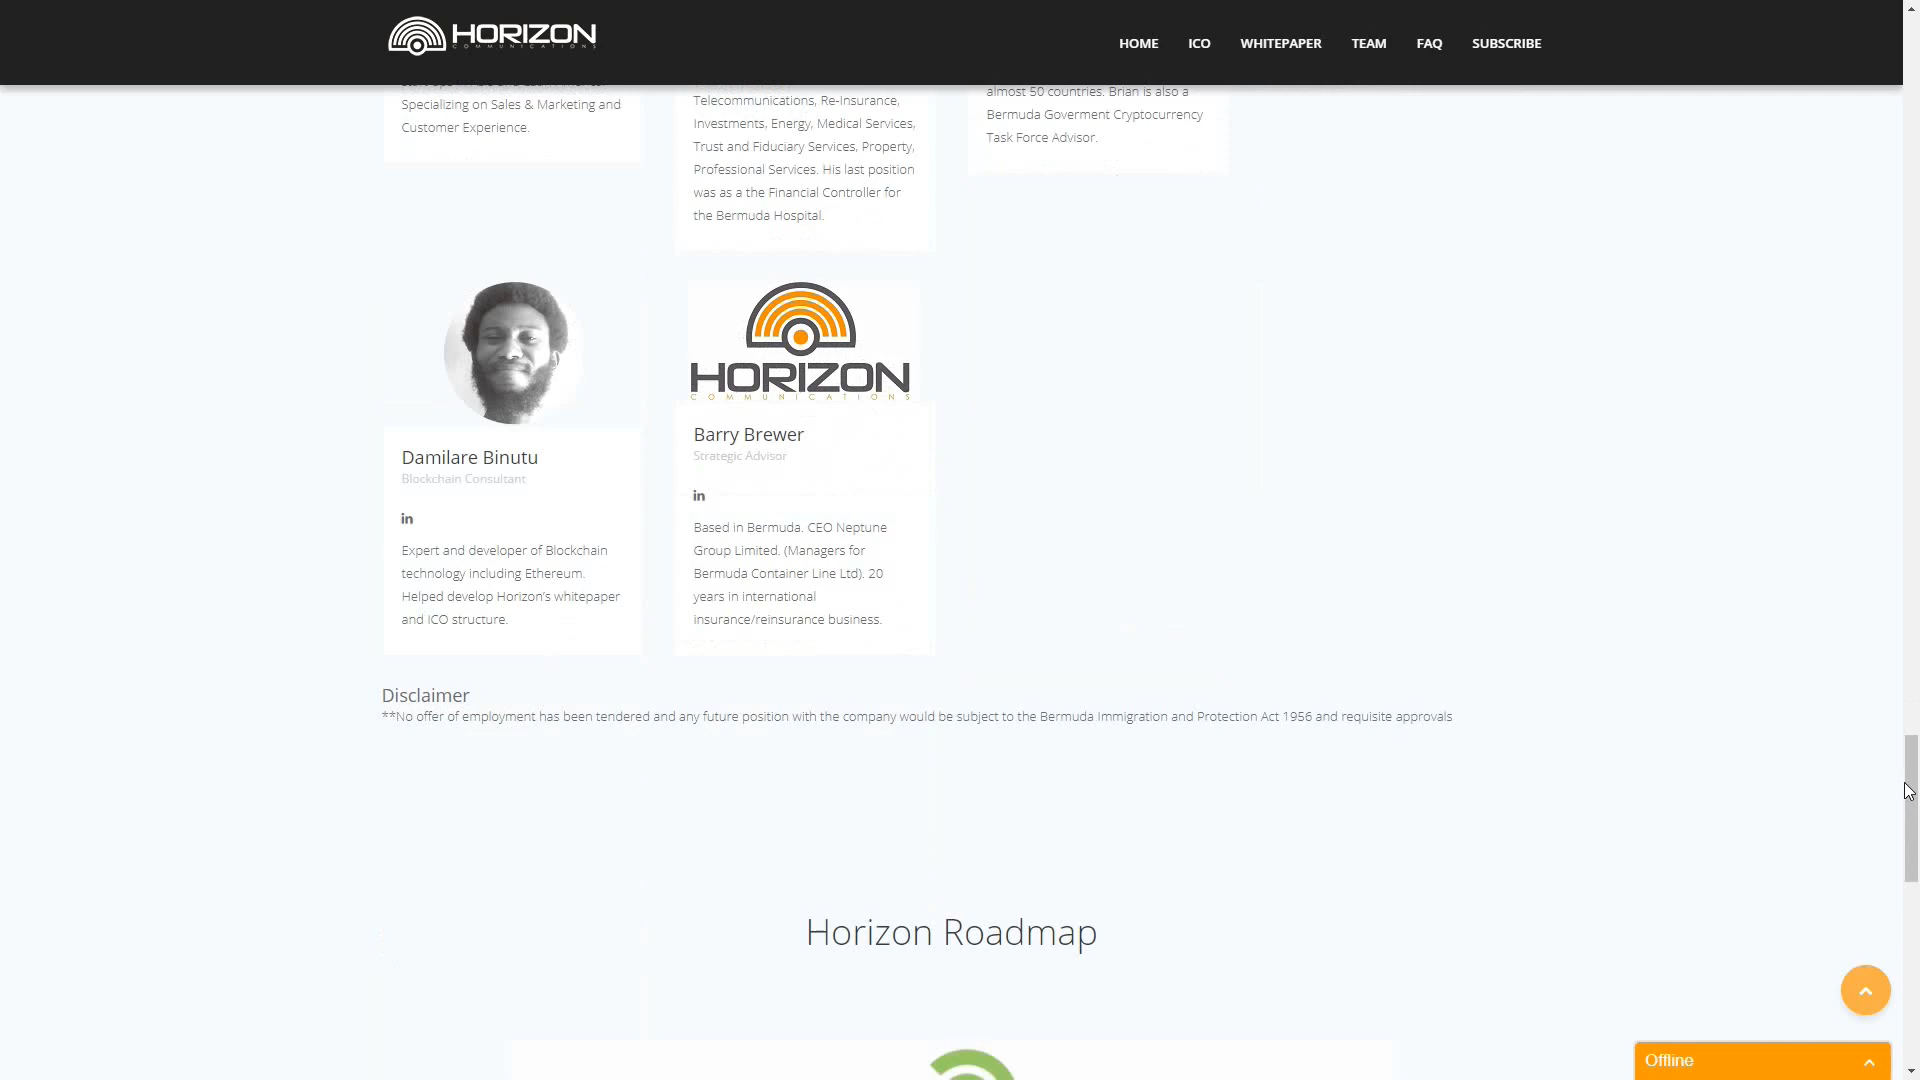 HORIZON
COMMUNICATIONS
HOME
ICO
WHITEPAPER
TEAM
FAQ
SUBSCRIBE
Specializing on Sales & Marketing and
Customer Experience.
Telecommunications, Re-Insurance,
Investments, Energy, Medical Services,
Trust and Fiduciary Services, Property,
Professional Services. His last position
was as a the Financial Controller for
the Bermuda Hospital.
almost 50 countries. Brian is also a
Bermuda Goverment Cryptocurrency
Task Force Advisor.
Damilare Binutu
Blockchain Consultant
in
Expert and developer of Blockchain
technology including Ethereum.
Helped develop Horizon's whitepaper
and ICO structure.
HORIZON
COMMUNICATIONS
Barry Brewer
Strategic Advisor
in
Based in Bermuda. CEO Neptune
Group Limited. (Managers for
Bermuda Container Line Ltd). 20
years in international
insurance/reinsurance business.
Disclaimer
**No offer of employment has been tendered and any future position with the company would be subject to the Bermuda Immigration and Protection Act 1956 and requisite approvals
Horizon Roadmap
Offline